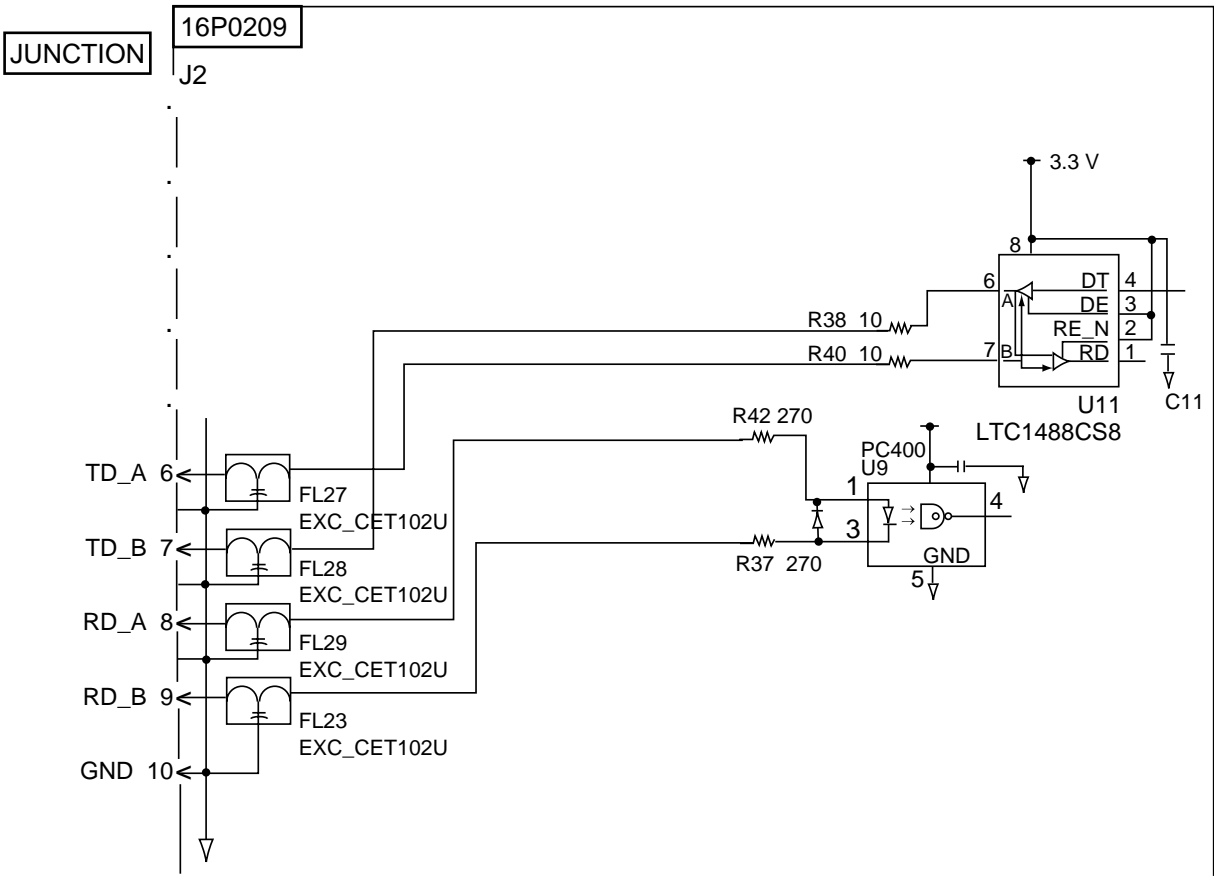 16P0209
JUNCTION
J2
3.3 V
8
6
A
DT
4
DE
3
R38 10
RE_N
2
R40 10
7
B
RD
1
U11
C11
LTC1488CS8
R42 270
PC400
U9
1
4
3
R37 270
GND
5
TD_A 6
FL27
EXC_CET102U
TD_B 7
FL28
EXC_CET102U
RD_A 8
FL29
EXC_CET102U
RD_B 9
FL23
EXC_CET102U
GND 10